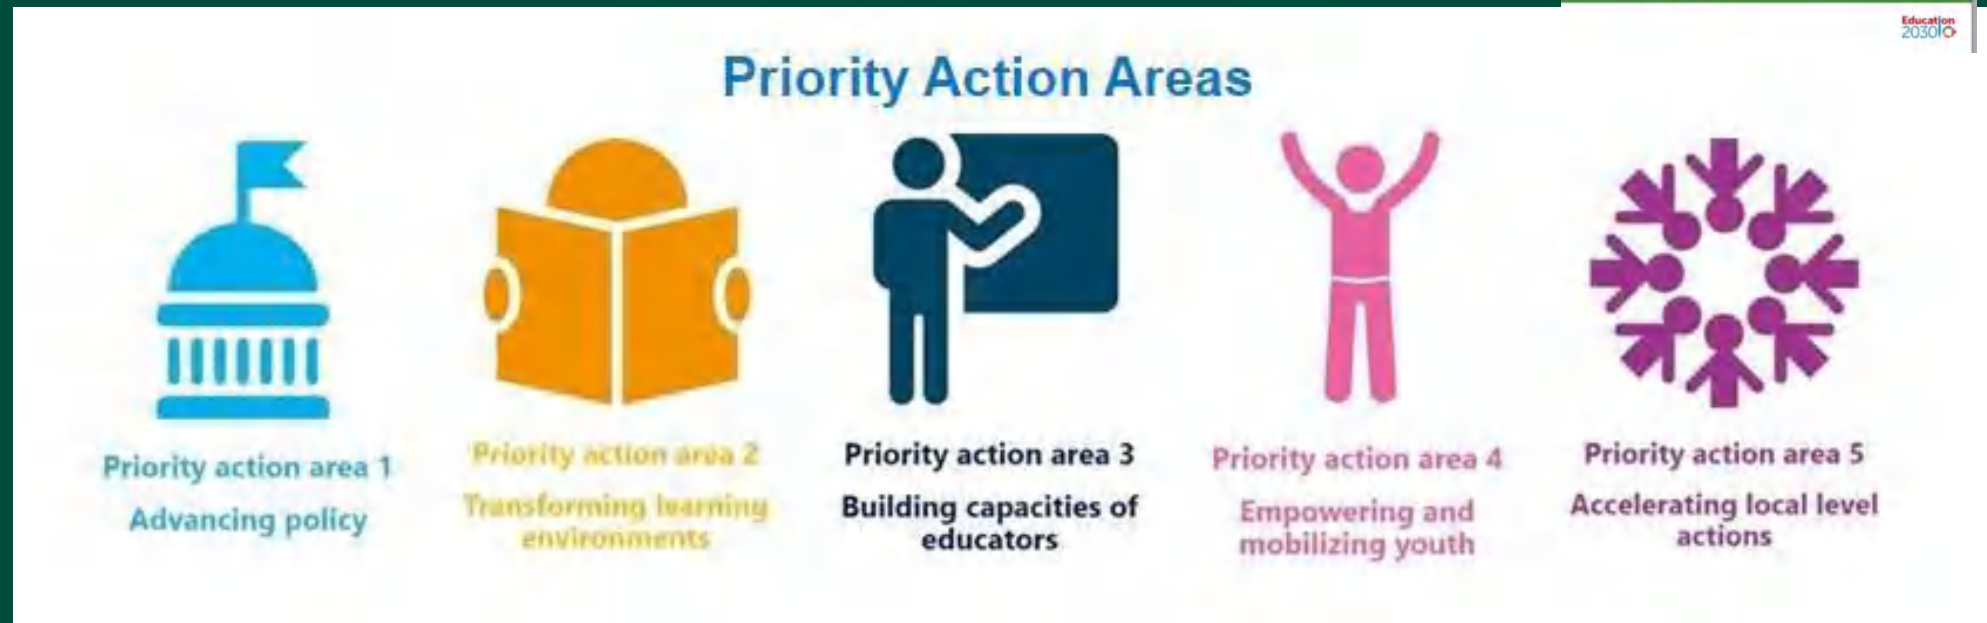 Education
2030
Priority Action Areas
Priority action area 1
Advancing policy
Priority action area 2
Transforming learning
environments
Priority action area 3
Building capacities of
educators
Priority action area 4
Empowering and
mobilizing youth
Priority action area 5
Accelerating local level
actions